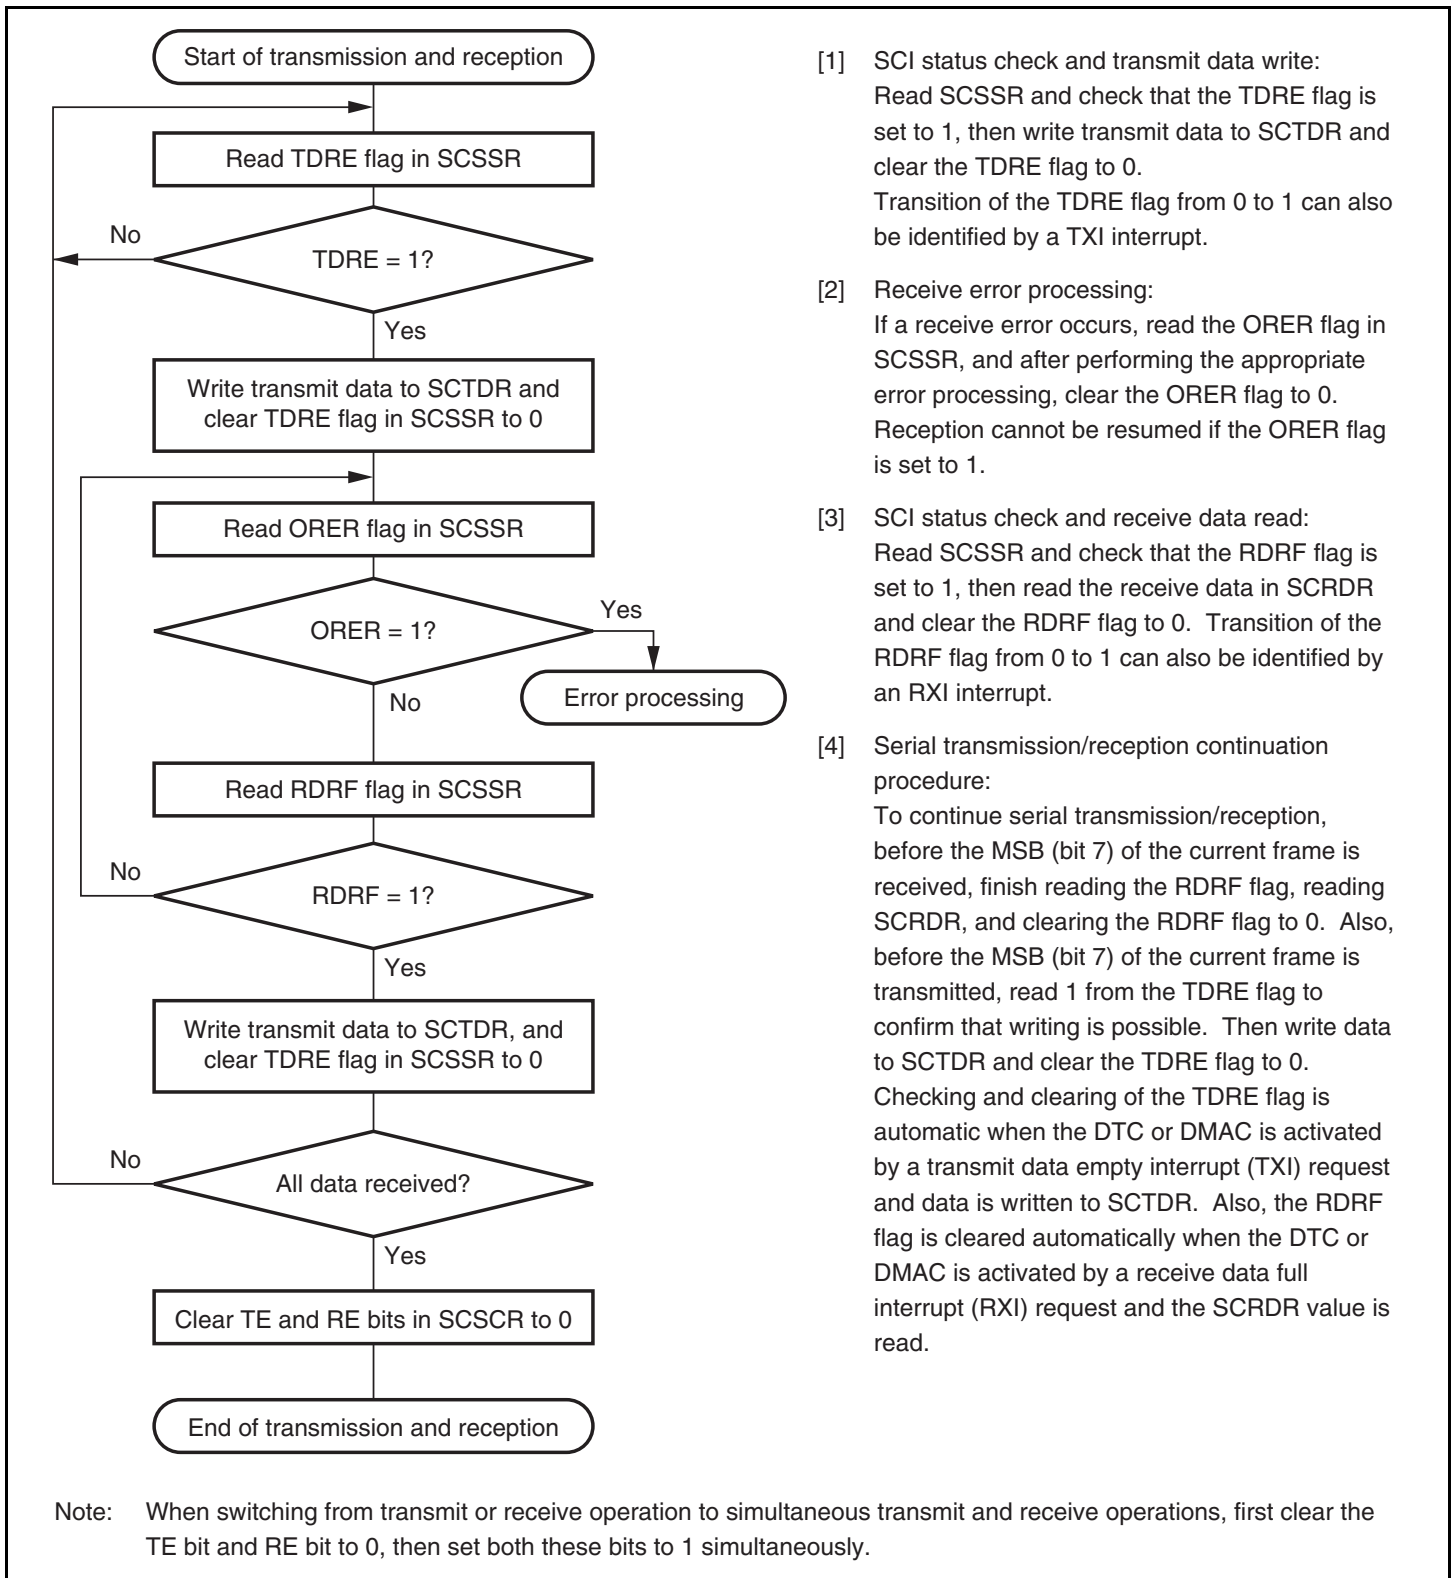 Start of transmission and reception
Read TDRE flag in SCSSR
No
TDRE = 1?
Yes
Write transmit data to SCTDR and
clear TDRE flag in SCSSR to 0
Read ORER flag in SCSSR
ORER = 1?
Yes
Error processing
No
Read RDRF flag in SCSSR
No
RDRF = 1?
Yes
Write transmit data to SCTDR, and
clear TDRE flag in SCSSR to 0
No
All data received?
Yes
Clear TE and RE bits in SCSCR to 0
End of transmission and reception
[1] SCI status check and transmit data write:
Read SCSSR and check that the TDRE flag is
set to 1, then write transmit data to SCTDR and
clear the TDRE flag to 0.
Transition of the TDRE flag from 0 to 1 can also
be identified by a TXI interrupt.
[2] Receive error processing:
If a receive error occurs, read the ORER flag in
SCSSR, and after performing the appropriate
error processing, clear the ORER flag to 0.
Reception cannot be resumed if the ORER flag
is set to 1.
[3] SCI status check and receive data read:
Read SCSSR and check that the RDRF flag is
set to 1, then read the receive data in SCRDR
and clear the RDRF flag to 0. Transition of the
RDRF flag from 0 to 1 can also be identified by
an RXI interrupt.
[4] Serial transmission/reception continuation
procedure:
To continue serial transmission/reception,
before the MSB (bit 7) of the current frame is
received, finish reading the RDRF flag, reading
SCRDR, and clearing the RDRF flag to 0. Also,
before the MSB (bit 7) of the current frame is
transmitted, read 1 from the TDRE flag to
confirm that writing is possible. Then write data
to SCTDR and clear the TDRE flag to 0.
Checking and clearing of the TDRE flag is
automatic when the DTC or DMAC is activated
by a transmit data empty interrupt (TXI) request
and data is written to SCTDR. Also, the RDRF
flag is cleared automatically when the DTC or
DMAC is activated by a receive data full
interrupt (RXI) request and the SCRDR value is
read.
Note: When switching from transmit or receive operation to simultaneous transmit and receive operations, first clear the
TE bit and RE bit to 0, then set both these bits to 1 simultaneously.